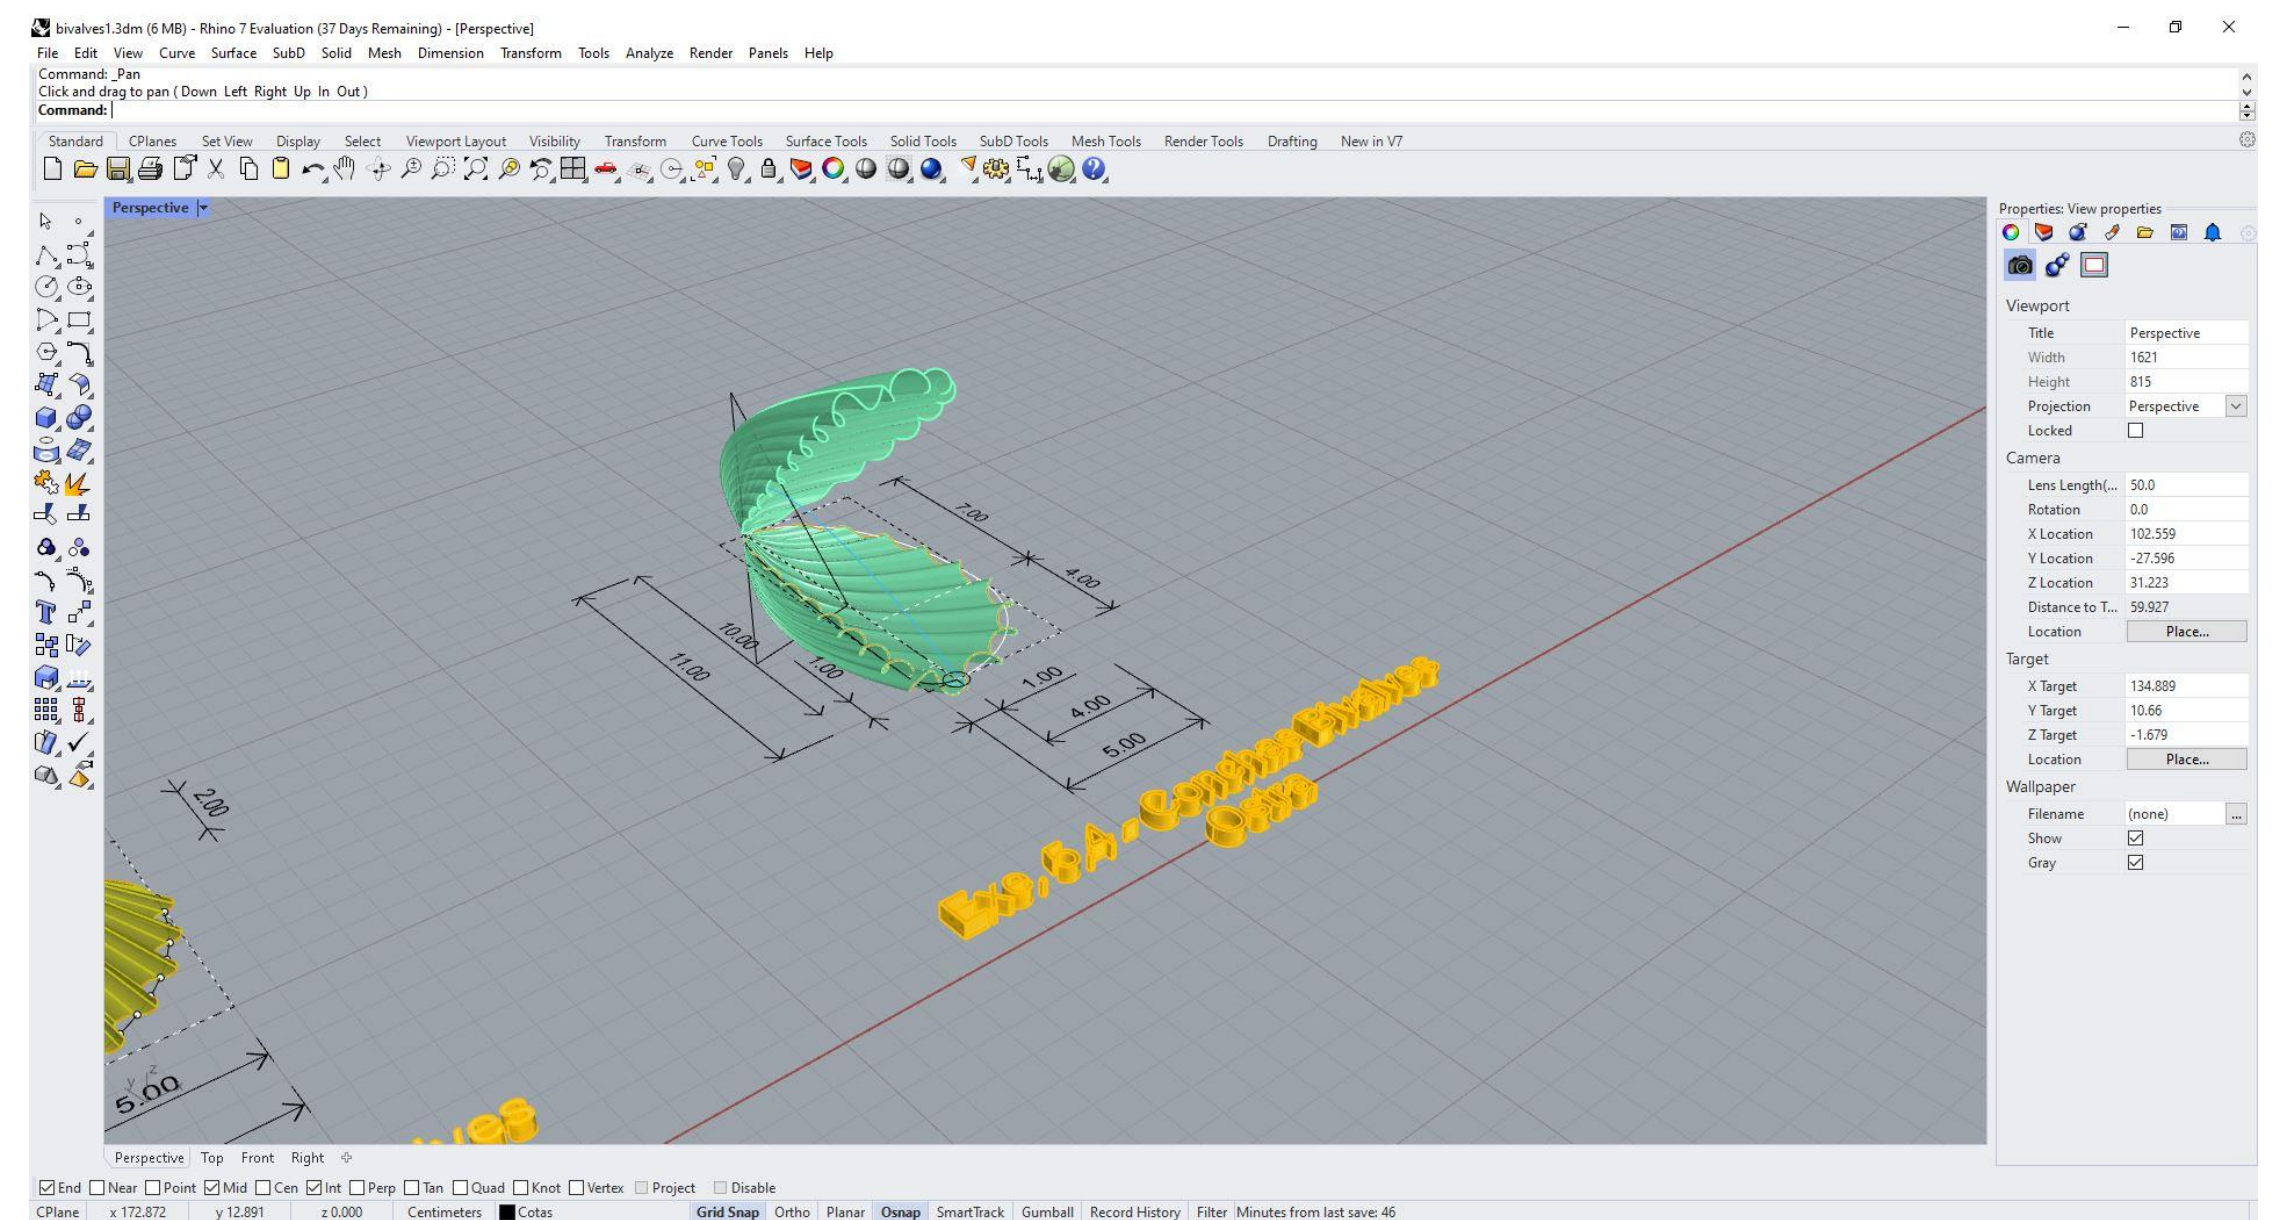 bivalves1.3dm (6 MB) - Rhino 7 Evaluation (37 Days Remaining) - [Perspective]
File Edit View Curve Surface SubD Solid Mesh Dimension Transform Tools Analyze Render Panels Help
Command: _Pan
Click and drag to pan ( Down Left Right Up In Out )
Command:
Standard CPlanes Set View Display Select Viewport Layout Visibility Transform Curve Tools Surface Tools Solid Tools SubD Tools Mesh Tools Render Tools Drafting New in V7
Perspective
7.00
4.00
10.00
11.00
1.00
1.00
4.00
5.00
Exe,5A - Conchas Bivalves
Ostra
2.00
5.00
y z
ves
Properties: View properties
Viewport
Title Perspective
Width 1621
Height 815
Projection Perspective
Locked
Camera
Lens Length(... 50.0
Rotation 0.0
X Location 102.559
Y Location -27.596
Z Location 31.223
Distance to T... 59.927
Location Place...
Target
X Target 134.889
Y Target 10.66
Z Target -1.679
Location Place...
Wallpaper
Filename (none) ...
Show
Gray
Perspective Top Front Right
End Near Point Mid Cen Int Perp Tan Quad Knot Vertex Project Disable
CPlane x 172.872 y 12.891 z 0.000 Centimeters Cotas Grid Snap Ortho Planar Osnap SmartTrack Gumball Record History Filter Minutes from last save: 46